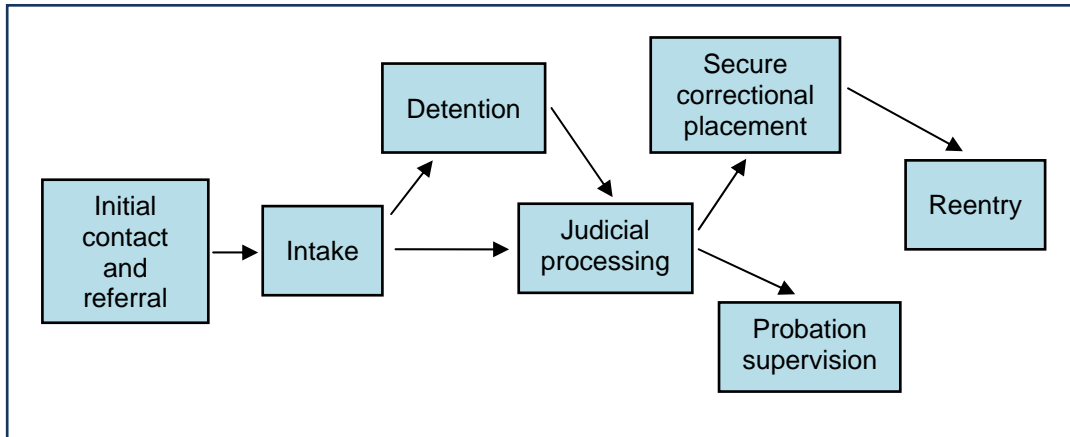 Initial
contact
and
referral
Intake
Detention
Judicial
processing
Secure
correctional
placement
Probation
supervision
Reentry